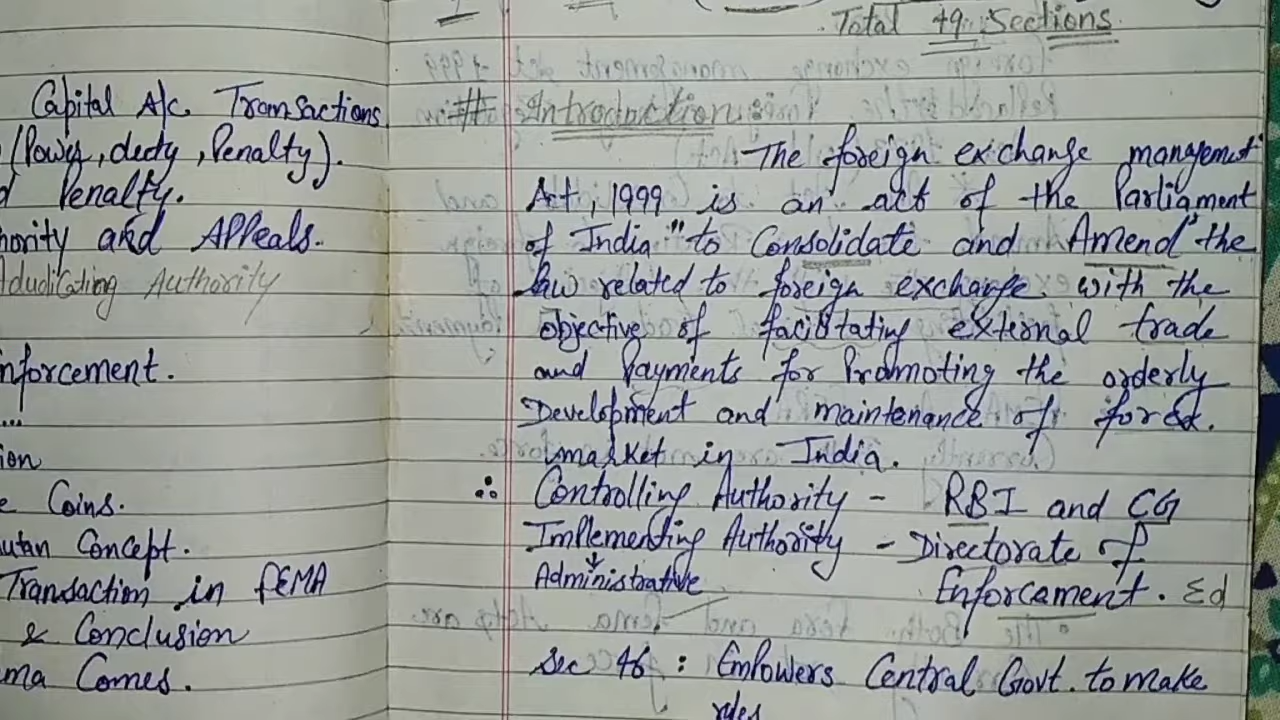 Capital A/c Transactions
(Power, deety, Penalty).
Penalty.
and Appeals.
Adudicating Authority
nforcement.
...
ion
e Coins.
utan Concept.
Transaction in FEMA
& Conclusion
ma Comes.
Total 49 Sections
# Introduction :-
The foreign exchange management
Act, 1999 is an act of the Parliament
of India "to Consolidate and Amend" the
law related to foreign exchange with the
objective of facilitating external trade
and Payments for Promoting the orderly
Development and maintenance of forex.
market in India.
∴ Controlling Authority - RBI and CG
Implementing Authority - Directorate of
↓
Administrative Enforcement. Ed
Sec 46 : Empowers Central Govt. to make
rules